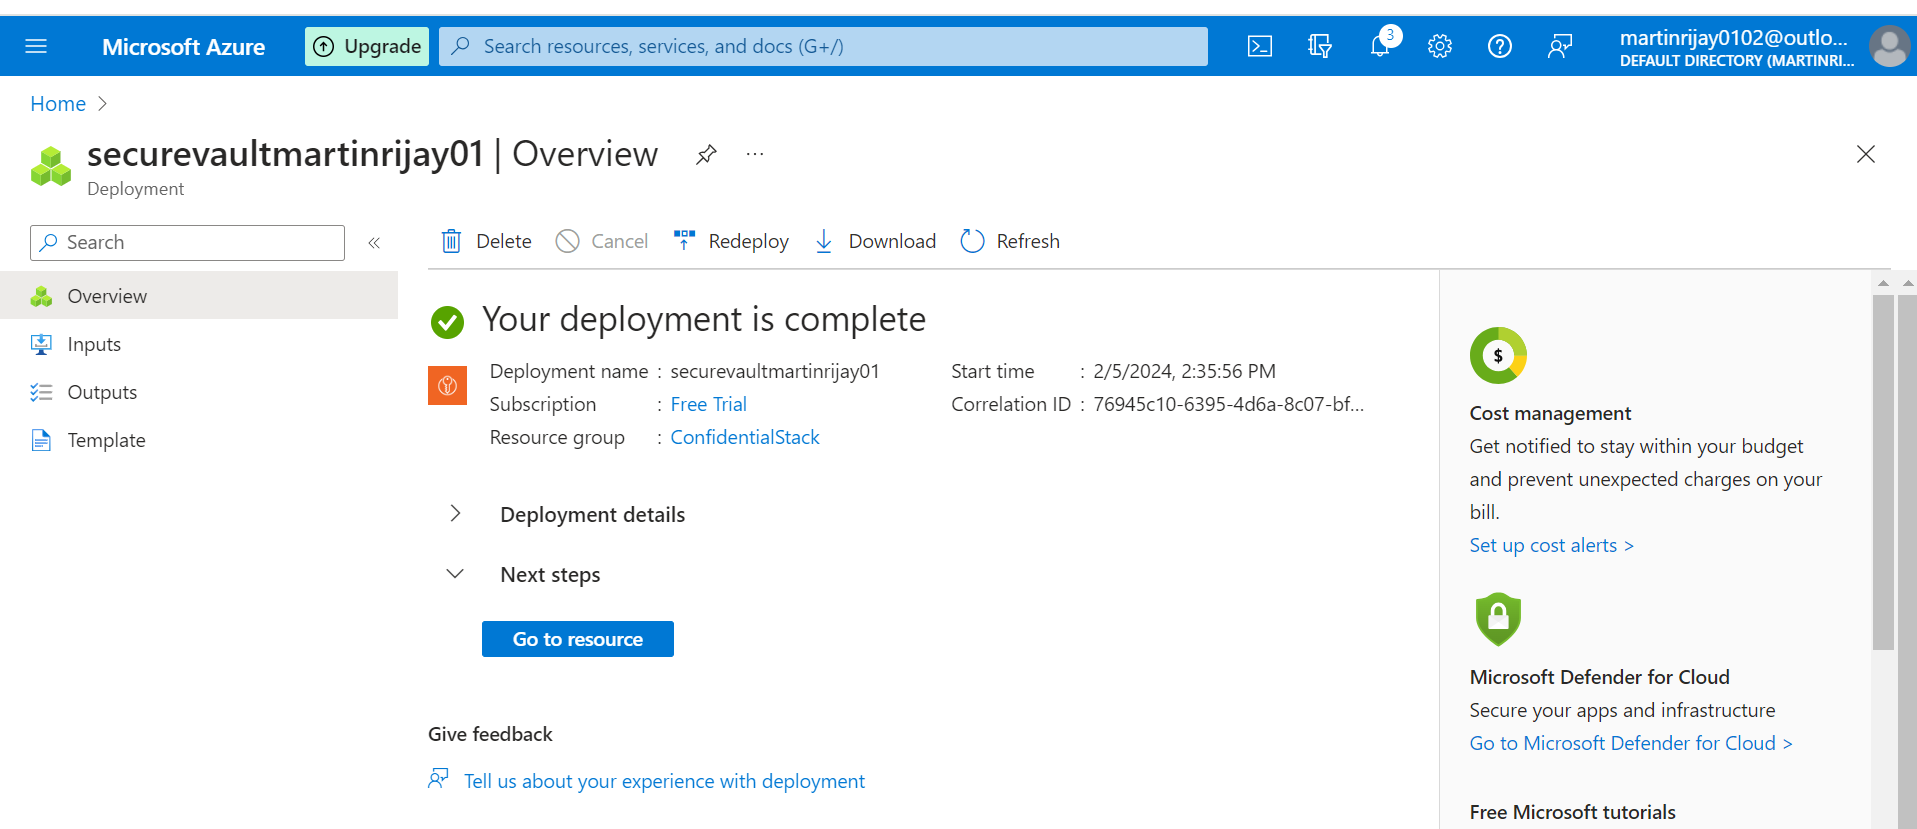 Microsoft Azure
Upgrade
Search resources, services, and docs (G+/)
3
martinrijay0102@outlo...
DEFAULT DIRECTORY (MARTINRI...
Home
securevaultmartinrijay01 | Overview
Deployment
Search
Overview
Inputs
Outputs
Template
Delete
Cancel
Redeploy
Download
Refresh
Your deployment is complete
Deployment name : securevaultmartinrijay01
Subscription : Free Trial
Resource group : ConfidentialStack
Start time : 2/5/2024, 2:35:56 PM
Correlation ID : 76945c10-6395-4d6a-8c07-bf...
Deployment details
Next steps
Go to resource
Give feedback
Tell us about your experience with deployment
$
Cost management
Get notified to stay within your budget
and prevent unexpected charges on your
bill.
Set up cost alerts >
Microsoft Defender for Cloud
Secure your apps and infrastructure
Go to Microsoft Defender for Cloud >
Free Microsoft tutorials